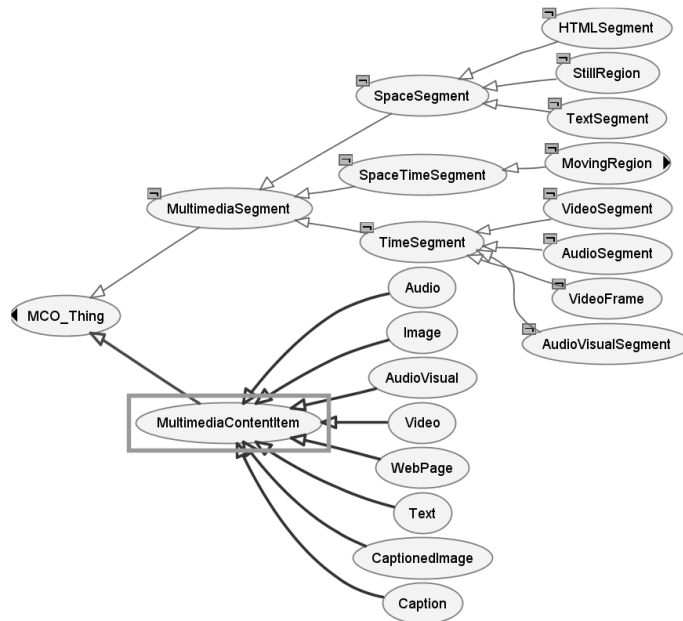 HTMLSegment
StillRegion
SpaceSegment
TextSegment
MovingRegion
SpaceTimeSegment
MultimediaSegment
VideoSegment
TimeSegment
AudioSegment
Audio
VideoFrame
MCO_Thing
Image
AudioVisualSegment
AudioVisual
MultimediaContentItem
Video
WebPage
Text
CaptionedImage
Caption